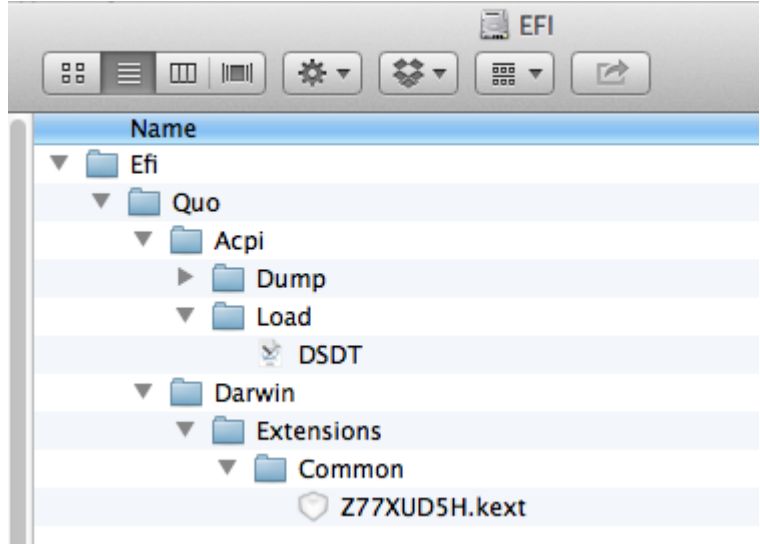 EFI
Name
Efi
Quo
Acpi
Dump
Load
DSDT
Darwin
Extensions
Common
Z77XUD5H.kext